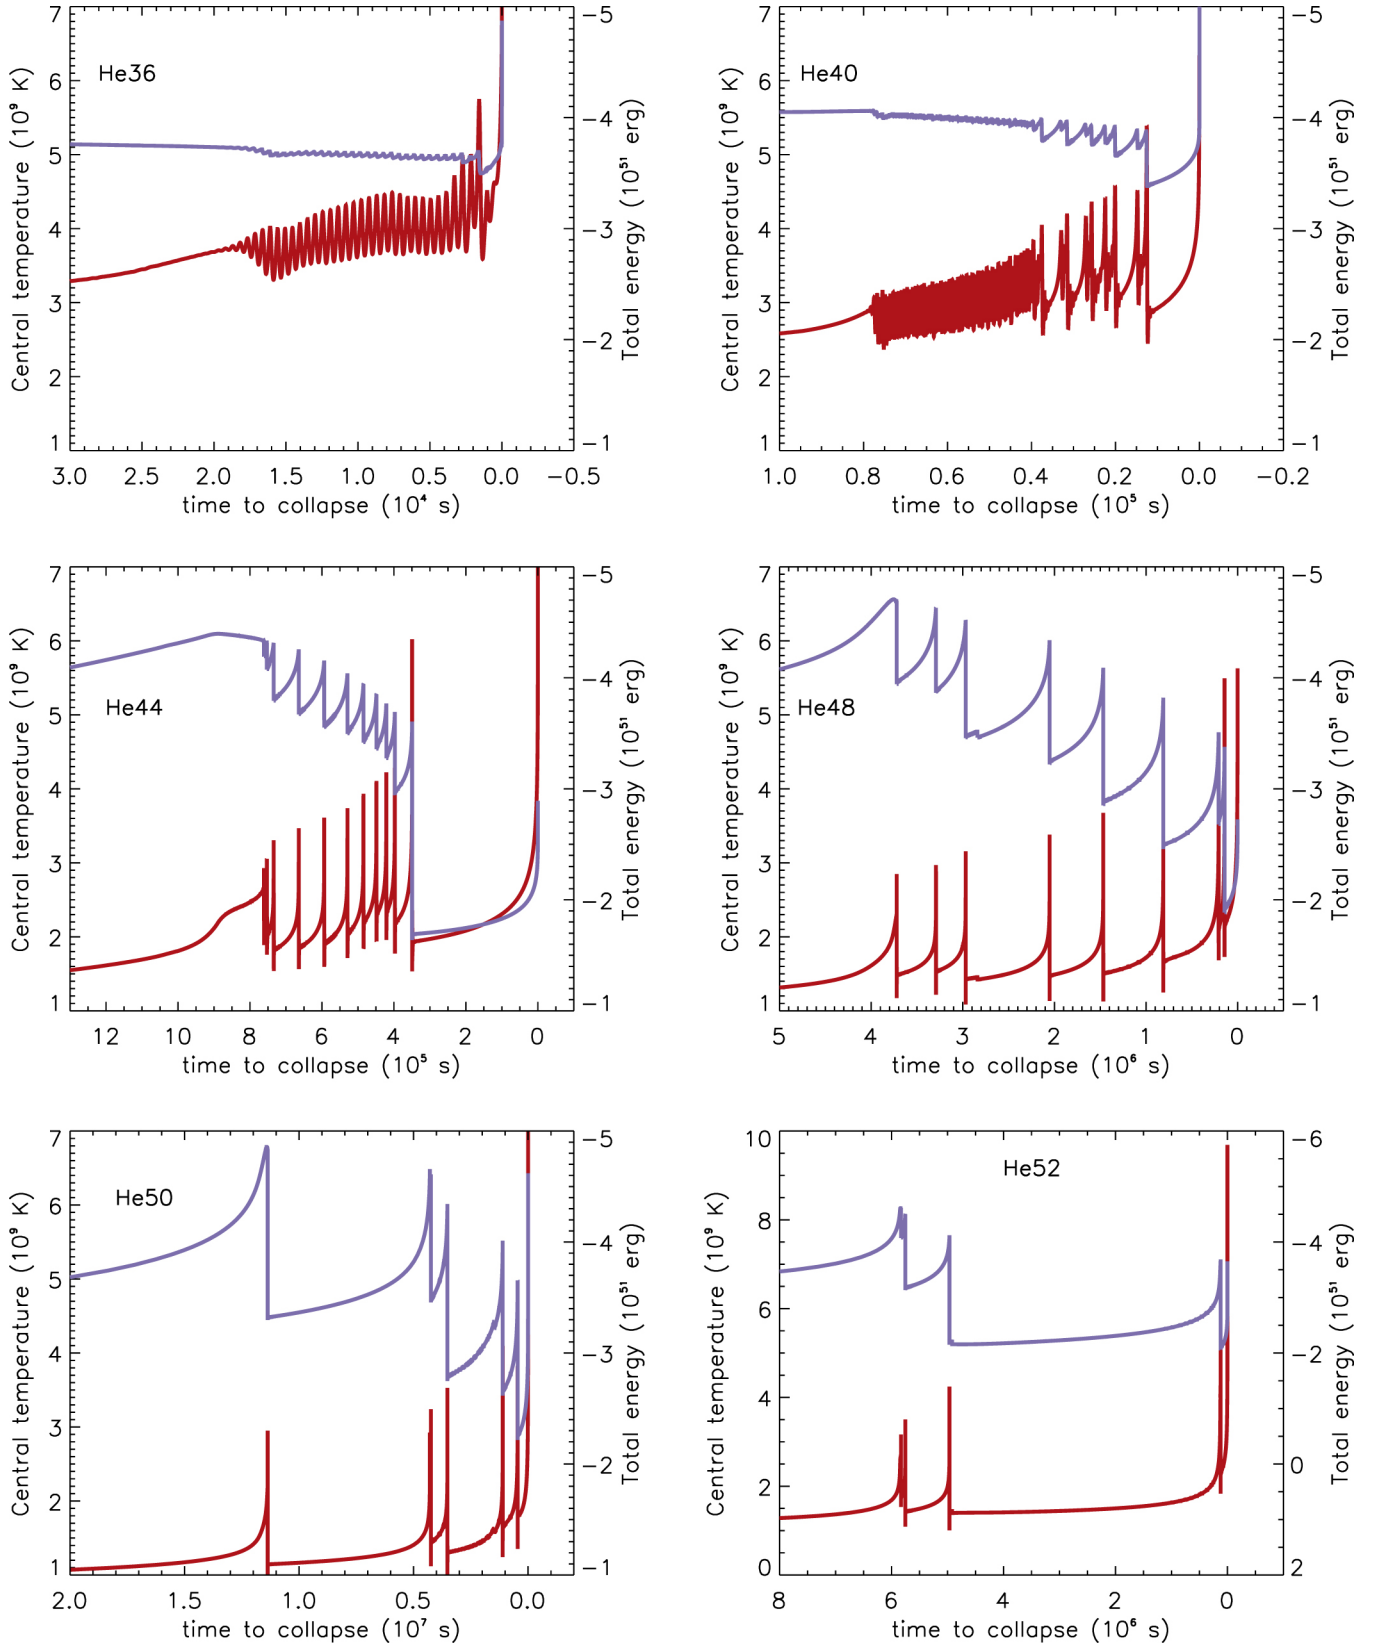 He36
Central temperature (10⁹ K)
7
6
5
4
3
2
1
−5
−4
−3
−2
−1
Total energy (10⁵¹ erg)
3.0 2.5 2.0 1.5 1.0 0.5 0.0 −0.5
time to collapse (10⁴ s)
He40
Central temperature (10⁹ K)
7
6
5
4
3
2
1
−5
−4
−3
−2
−1
Total energy (10⁵¹ erg)
1.0 0.8 0.6 0.4 0.2 0.0 −0.2
time to collapse (10⁵ s)
He44
Central temperature (10⁹ K)
7
6
5
4
3
2
1
−5
−4
−3
−2
−1
Total energy (10⁵¹ erg)
12 10 8 6 4 2 0
time to collapse (10⁵ s)
He48
Central temperature (10⁹ K)
7
6
5
4
3
2
1
−5
−4
−3
−2
−1
Total energy (10⁵¹ erg)
5 4 3 2 1 0
time to collapse (10⁶ s)
He50
Central temperature (10⁹ K)
7
6
5
4
3
2
1
−5
−4
−3
−2
−1
Total energy (10⁵¹ erg)
2.0 1.5 1.0 0.5 0.0
time to collapse (10⁷ s)
He52
Central temperature (10⁹ K)
10
8
6
4
2
0
−6
−4
−2
0
2
Total energy (10⁵¹ erg)
8 6 4 2 0
time to collapse (10⁶ s)